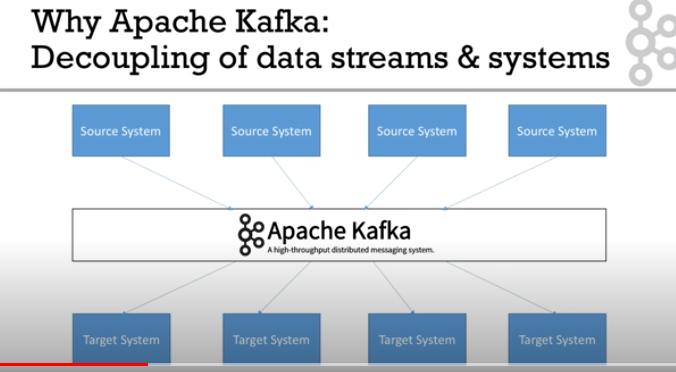 Why Apache Kafka:
Decoupling of data streams & systems
Source System
Source System
Source System
Source System
Apache Kafka
A high-throughput distributed messaging system.
Target System
Target System
Target System
Target System